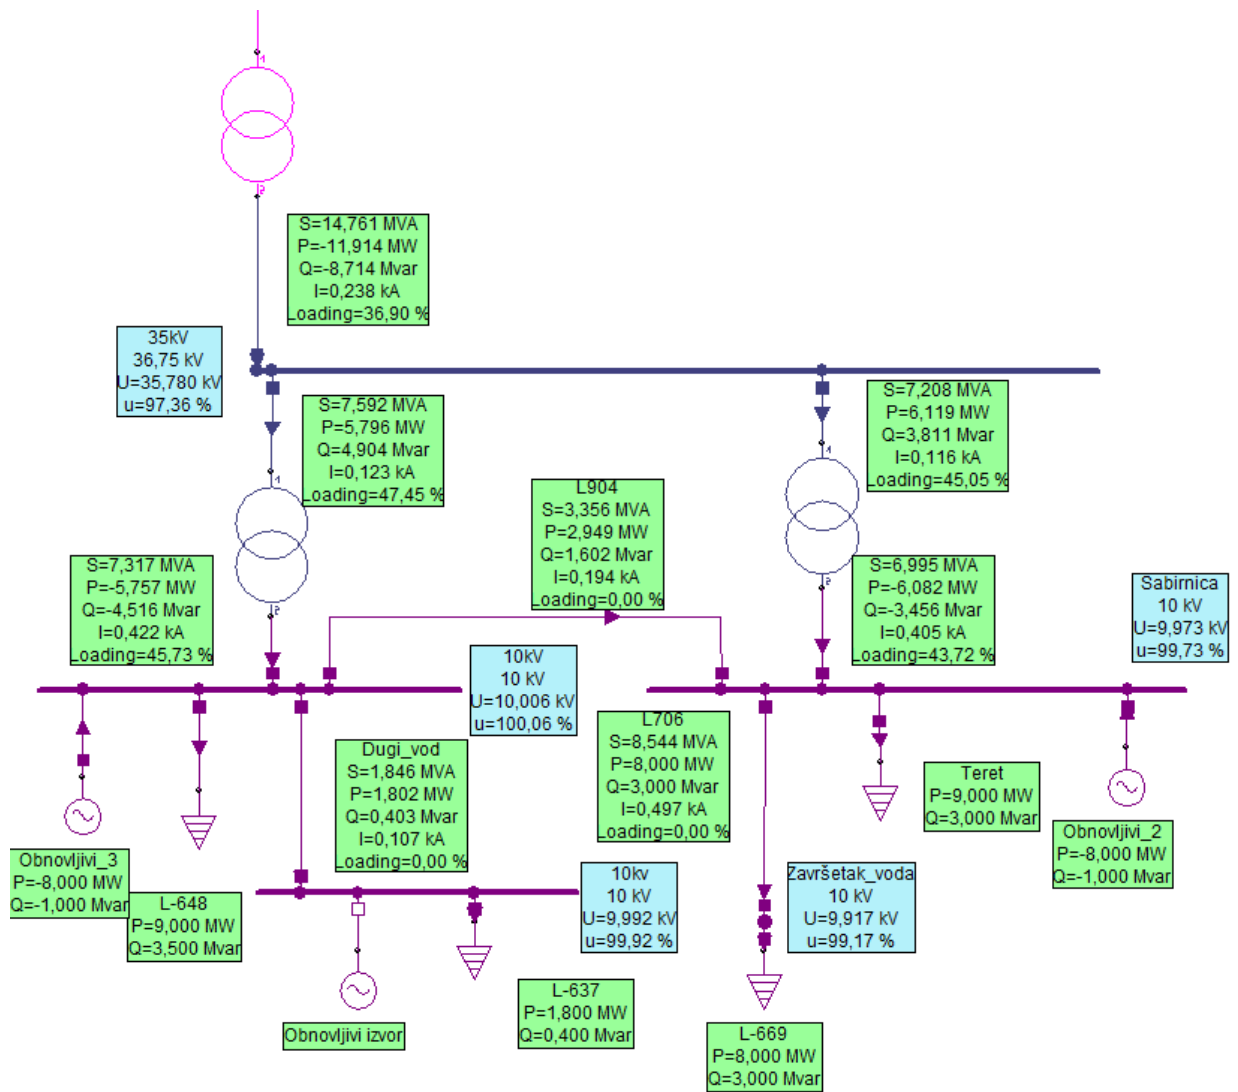 1
2
S=14,761 MVA
P=-11,914 MW
Q=-8,714 Mvar
I=0,238 kA
Loading=36,90 %
35kV
36,75 kV
U=35,780 kV
u=97,36 %
S=7,592 MVA
P=5,796 MW
Q=4,904 Mvar
I=0,123 kA
Loading=47,45 %
1
2
S=7,208 MVA
P=6,119 MW
Q=3,811 Mvar
I=0,116 kA
Loading=45,05 %
1
2
L904
S=3,356 MVA
P=2,949 MW
Q=1,602 Mvar
I=0,194 kA
Loading=0,00 %
S=7,317 MVA
P=-5,757 MW
Q=-4,516 Mvar
I=0,422 kA
Loading=45,73 %
S=6,995 MVA
P=-6,082 MW
Q=-3,456 Mvar
I=0,405 kA
Loading=43,72 %
Sabirnica
10 kV
U=9,973 kV
u=99,73 %
10kV
10 kV
U=10,006 kV
u=100,06 %
L706
S=8,544 MVA
P=8,000 MW
Q=3,000 Mvar
I=0,497 kA
Loading=0,00 %
Dugi_vod
S=1,846 MVA
P=1,802 MW
Q=0,403 Mvar
I=0,107 kA
Loading=0,00 %
Teret
P=9,000 MW
Q=3,000 Mvar
Obnovljivi_2
P=-8,000 MW
Q=-1,000 Mvar
Obnovljivi_3
P=-8,000 MW
Q=-1,000 Mvar
L-648
P=9,000 MW
Q=3,500 Mvar
10kv
10 kV
U=9,992 kV
u=99,92 %
Završetak_voda
10 kV
U=9,917 kV
u=99,17 %
Obnovljivi izvor
L-637
P=1,800 MW
Q=0,400 Mvar
L-669
P=8,000 MW
Q=3,000 Mvar